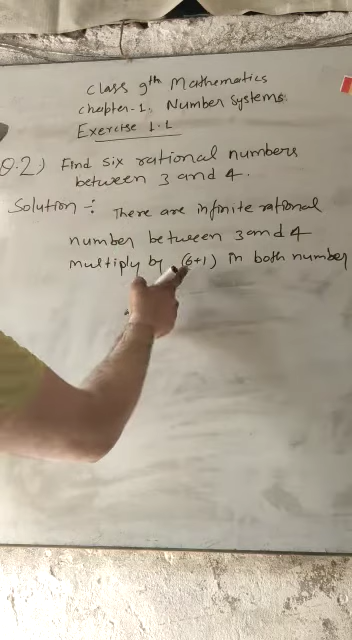 Class 9th Mathematics
chapter-1. Number Systems.
Exercise 1.1
Q.2.) Find six rational numbers
between 3 and 4.
Solution :- There are infinite rational
number between 3 and 4
multiply by (6+1) in both number